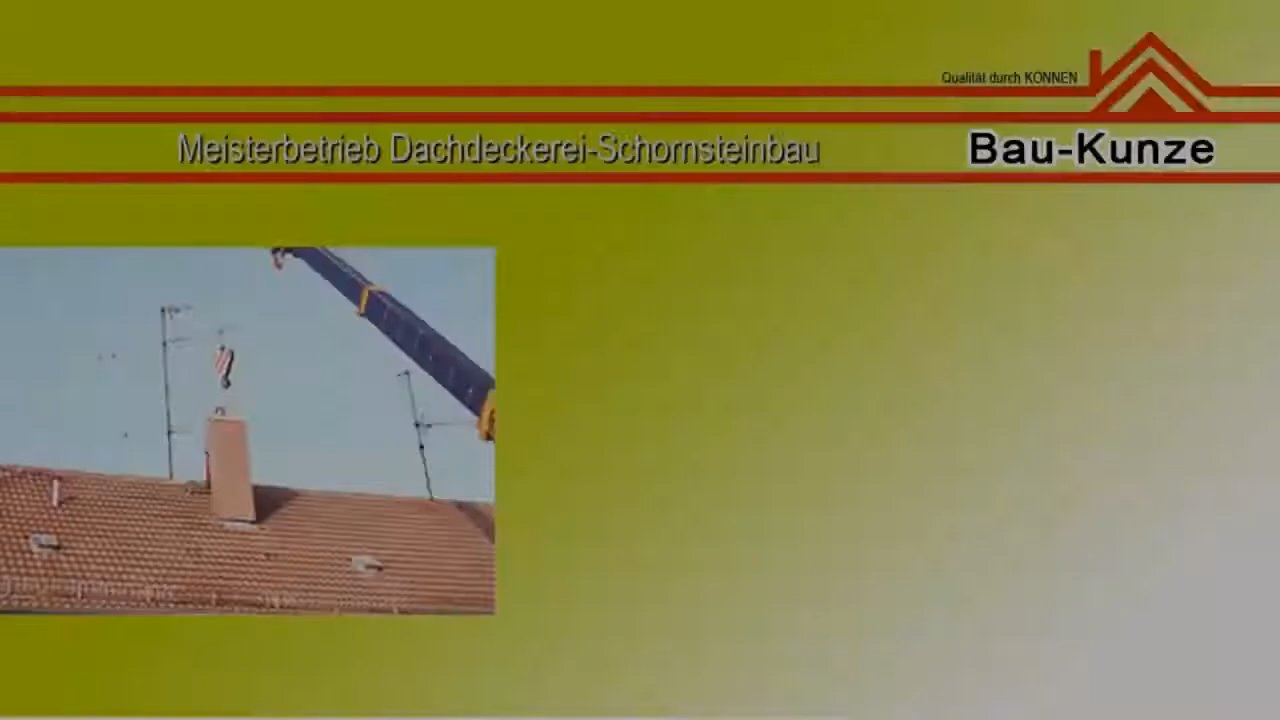 Qualität durch KÖNNEN
Meisterbetrieb Dachdeckerei-Schornsteinbau
Bau-Kunze